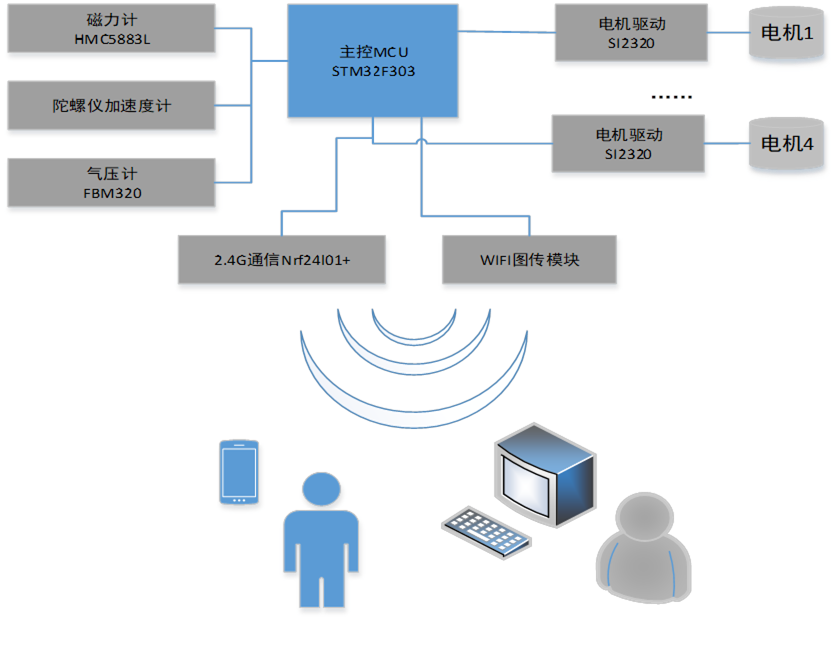 磁力计
HMC5883L
陀螺仪加速度计
气压计
FBM320
主控MCU
STM32F303
电机驱动
SI2320
电机1
......
电机驱动
SI2320
电机4
2.4G通信Nrf24l01+
WIFI图传模块